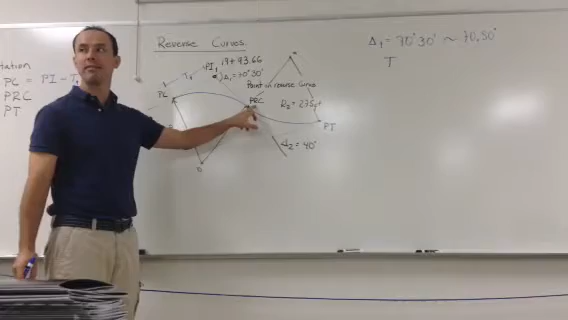 Reverse Curves
tation
PC = PI - T₁
PRC
PT
PI₁ 19+93.66
Δ₁ = 70°30'
T₁
PC
Point of reverse curve
PRC
R₂ = 275
PT
Δ₂ = 40°
Δ₁ = 70°30' ~ 70.50°
T